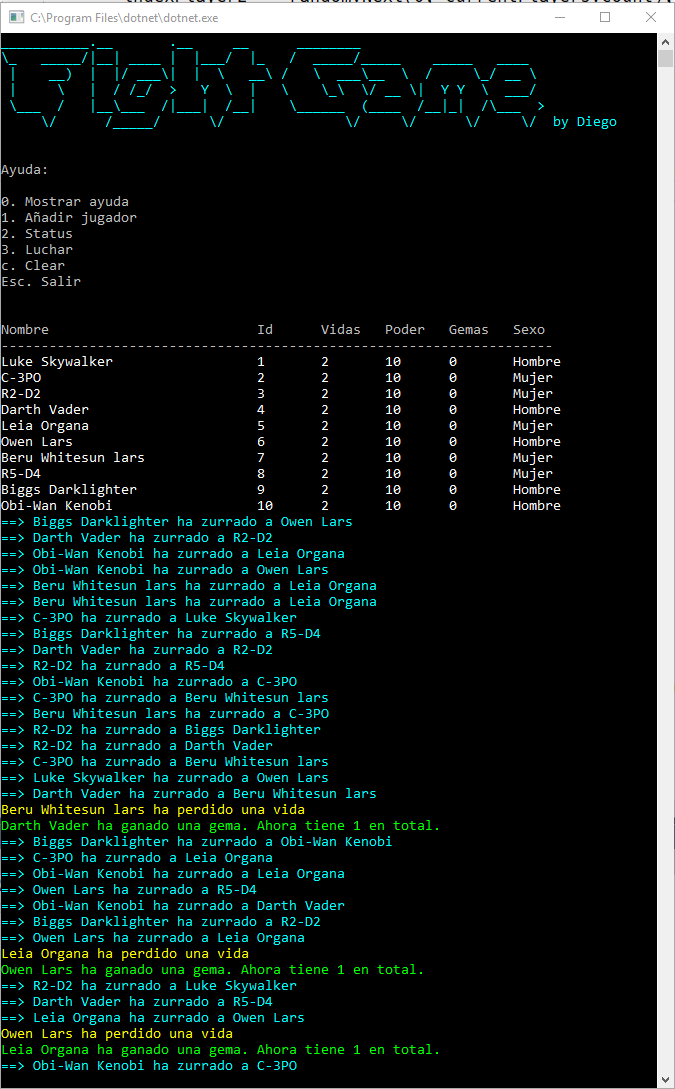 C:\Program Files\dotnet\dotnet.exe
Fight Game
by Diego
Ayuda:
0. Mostrar ayuda
1. Añadir jugador
2. Status
3. Luchar
c. Clear
Esc. Salir
Nombre Id Vidas Poder Gemas Sexo
---------------------------------------------------------------------
Luke Skywalker 1 2 10 0 Hombre
C-3PO 2 2 10 0 Mujer
R2-D2 3 2 10 0 Mujer
Darth Vader 4 2 10 0 Hombre
Leia Organa 5 2 10 0 Mujer
Owen Lars 6 2 10 0 Hombre
Beru Whitesun lars 7 2 10 0 Mujer
R5-D4 8 2 10 0 Mujer
Biggs Darklighter 9 2 10 0 Hombre
Obi-Wan Kenobi 10 2 10 0 Hombre
==> Biggs Darklighter ha zurrado a Owen Lars
==> Darth Vader ha zurrado a R2-D2
==> Obi-Wan Kenobi ha zurrado a Leia Organa
==> Obi-Wan Kenobi ha zurrado a Owen Lars
==> Beru Whitesun lars ha zurrado a Leia Organa
==> Beru Whitesun lars ha zurrado a Leia Organa
==> C-3PO ha zurrado a Luke Skywalker
==> Biggs Darklighter ha zurrado a R5-D4
==> Darth Vader ha zurrado a R2-D2
==> R2-D2 ha zurrado a R5-D4
==> Obi-Wan Kenobi ha zurrado a C-3PO
==> C-3PO ha zurrado a Beru Whitesun lars
==> Beru Whitesun lars ha zurrado a C-3PO
==> R2-D2 ha zurrado a Biggs Darklighter
==> R2-D2 ha zurrado a Darth Vader
==> C-3PO ha zurrado a Beru Whitesun lars
==> Luke Skywalker ha zurrado a Owen Lars
==> Darth Vader ha zurrado a Beru Whitesun lars
Beru Whitesun lars ha perdido una vida
Darth Vader ha ganado una gema. Ahora tiene 1 en total.
==> Biggs Darklighter ha zurrado a Obi-Wan Kenobi
==> C-3PO ha zurrado a Leia Organa
==> Obi-Wan Kenobi ha zurrado a Leia Organa
==> Owen Lars ha zurrado a R5-D4
==> Obi-Wan Kenobi ha zurrado a Darth Vader
==> Biggs Darklighter ha zurrado a R2-D2
==> Owen Lars ha zurrado a Leia Organa
Leia Organa ha perdido una vida
Owen Lars ha ganado una gema. Ahora tiene 1 en total.
==> R2-D2 ha zurrado a Luke Skywalker
==> Darth Vader ha zurrado a R5-D4
==> Leia Organa ha zurrado a Owen Lars
Owen Lars ha perdido una vida
Leia Organa ha ganado una gema. Ahora tiene 1 en total.
==> Obi-Wan Kenobi ha zurrado a C-3PO